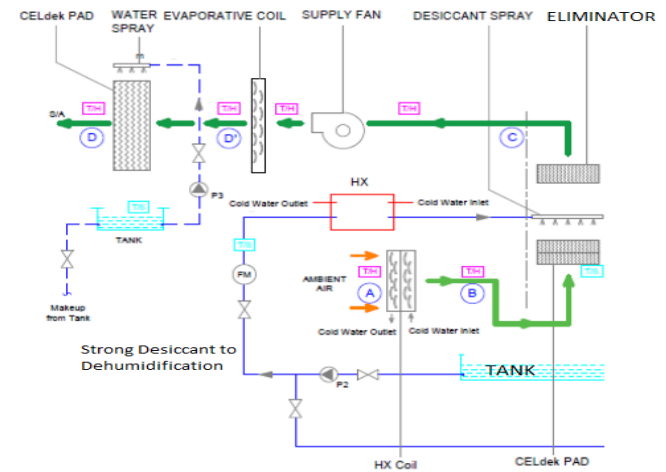 CELdek PAD
WATER
SPRAY
EVAPORATIVE COIL
SUPPLY FAN
DESICCANT SPRAY
ELIMINATOR
T/H
T/H
T/H
T/H
S/A
D
D'
C
P3
HX
Cold Water Outlet
Cold Water Inlet
T/G
TANK
T/G
FM
AMBIENT
AIR
T/H
A
T/H
B
T/G
Makeup
from Tank
Cold Water Outlet
Cold Water Inlet
Strong Desiccant to
Dehumidification
P2
TANK
HX Coil
CELdek PAD